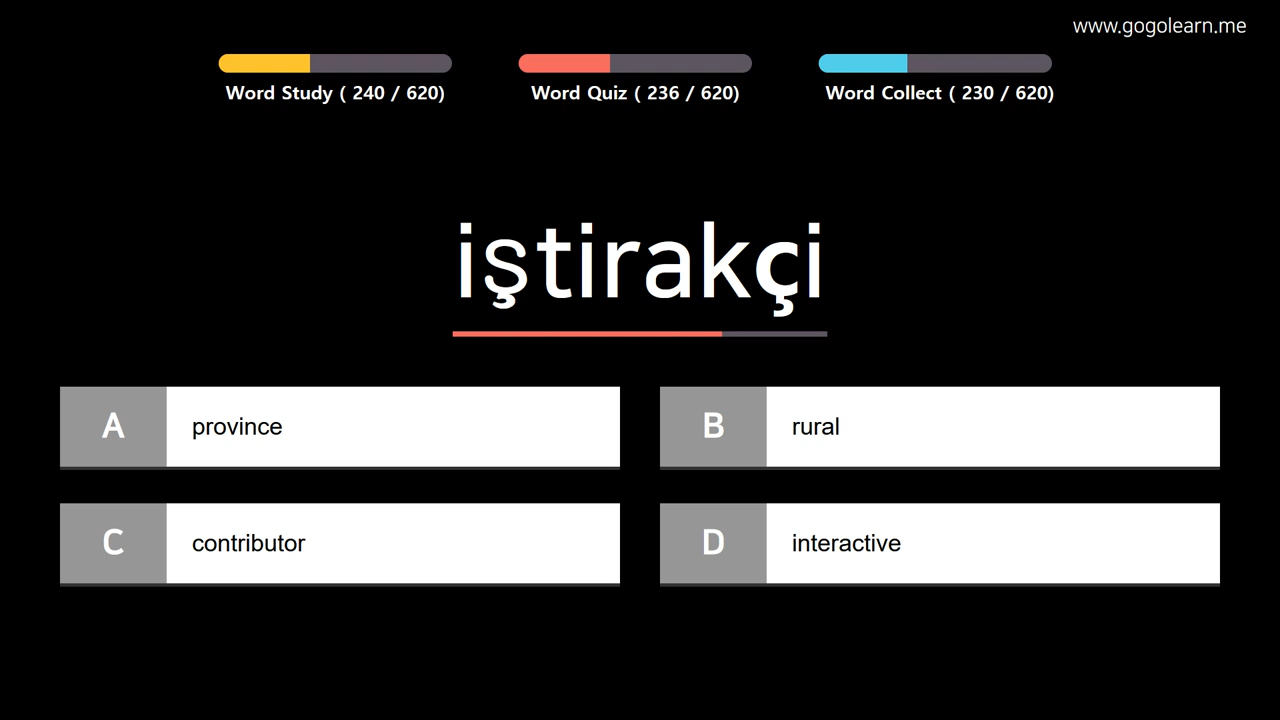 www.gogolearn.me
Word Study ( 240 / 620)
Word Quiz ( 236 / 620)
Word Collect ( 230 / 620)
iştirakçi
A province
B rural
C contributor
D interactive